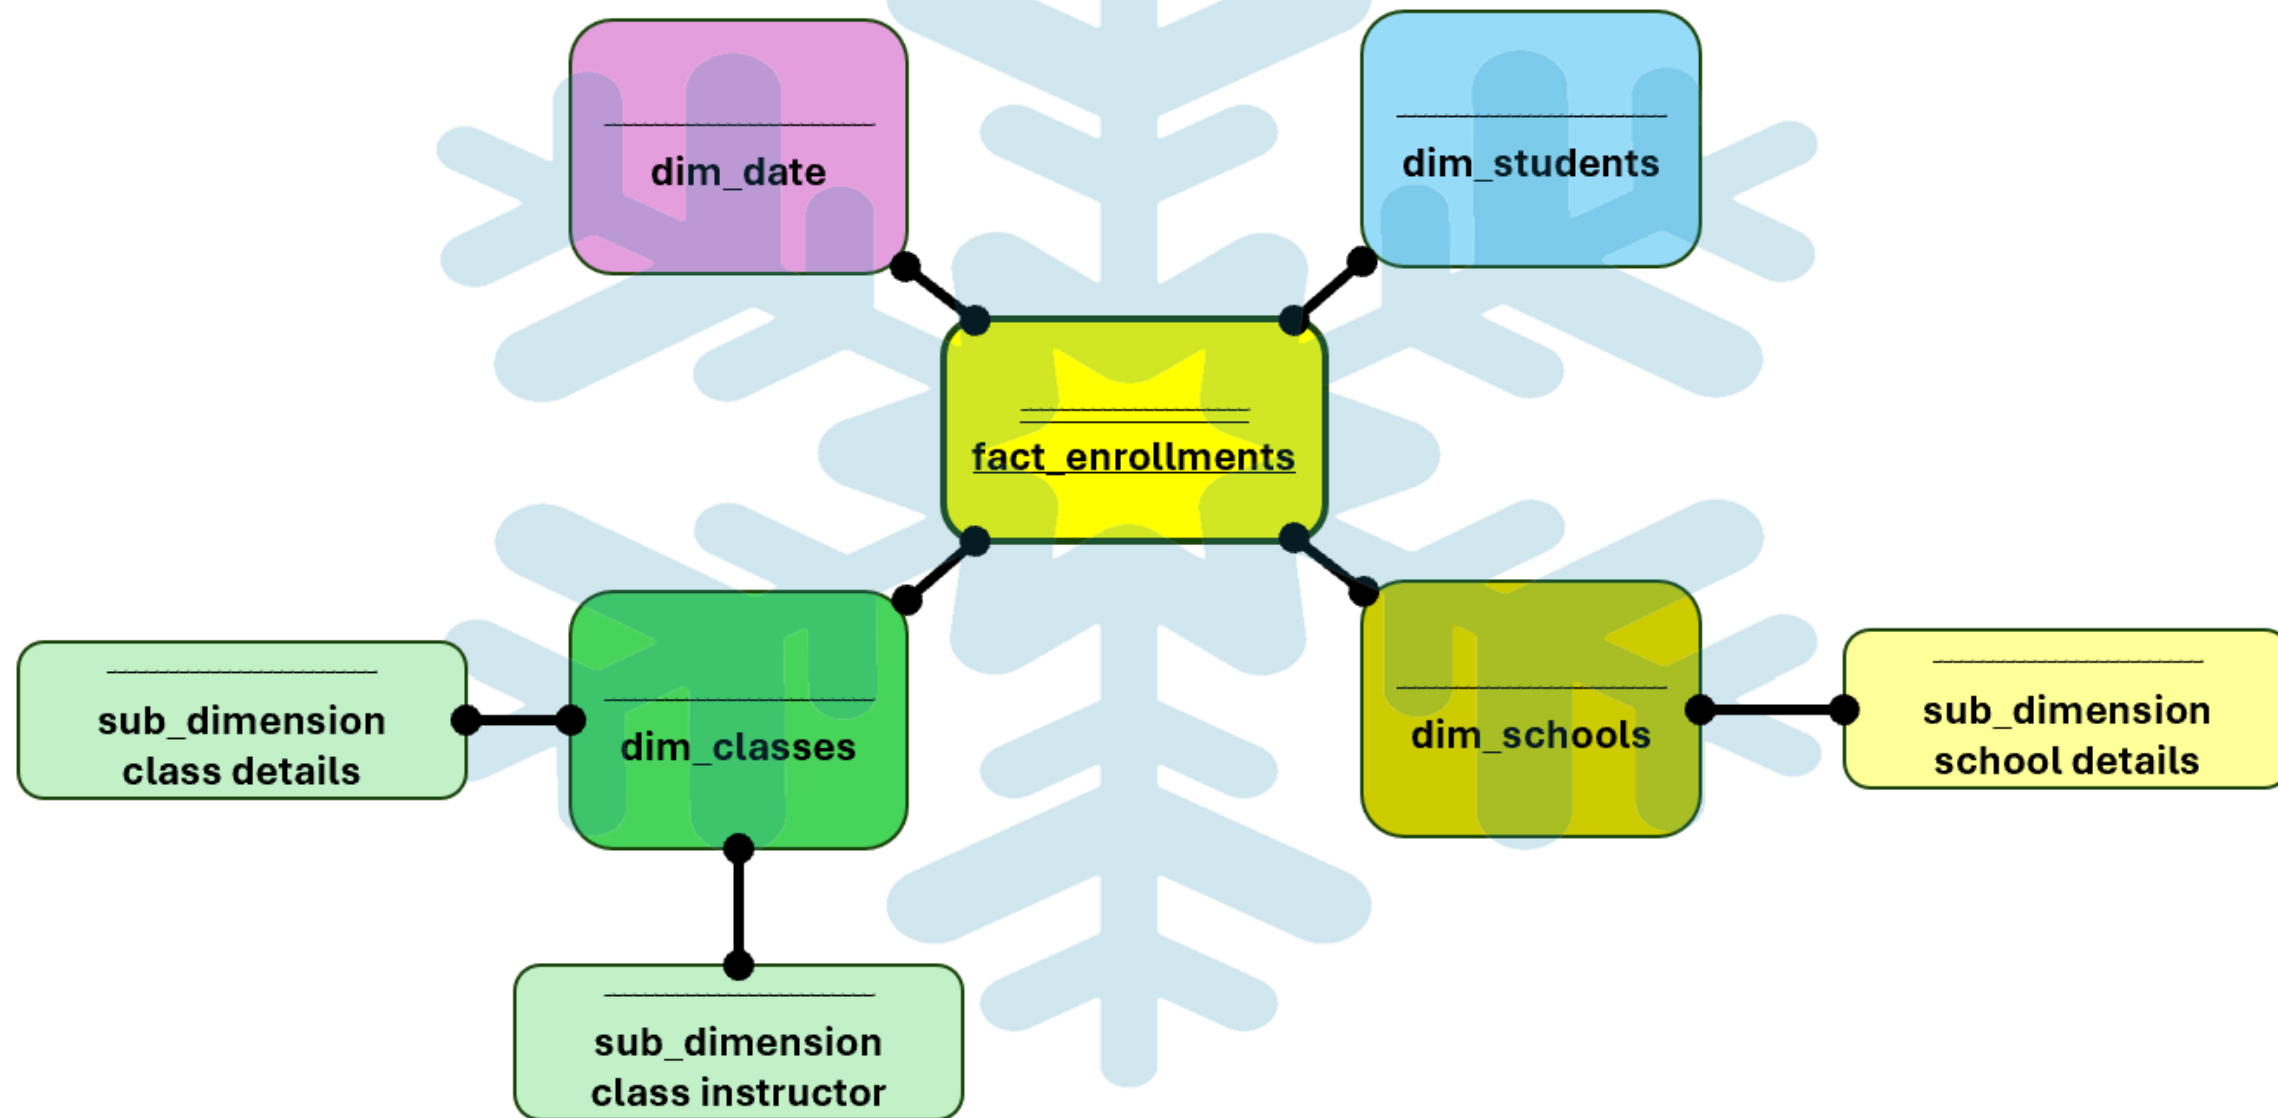 dim_date
dim_students
fact_enrollments
dim_classes
dim_schools
sub_dimension
class details
sub_dimension
school details
sub_dimension
class instructor